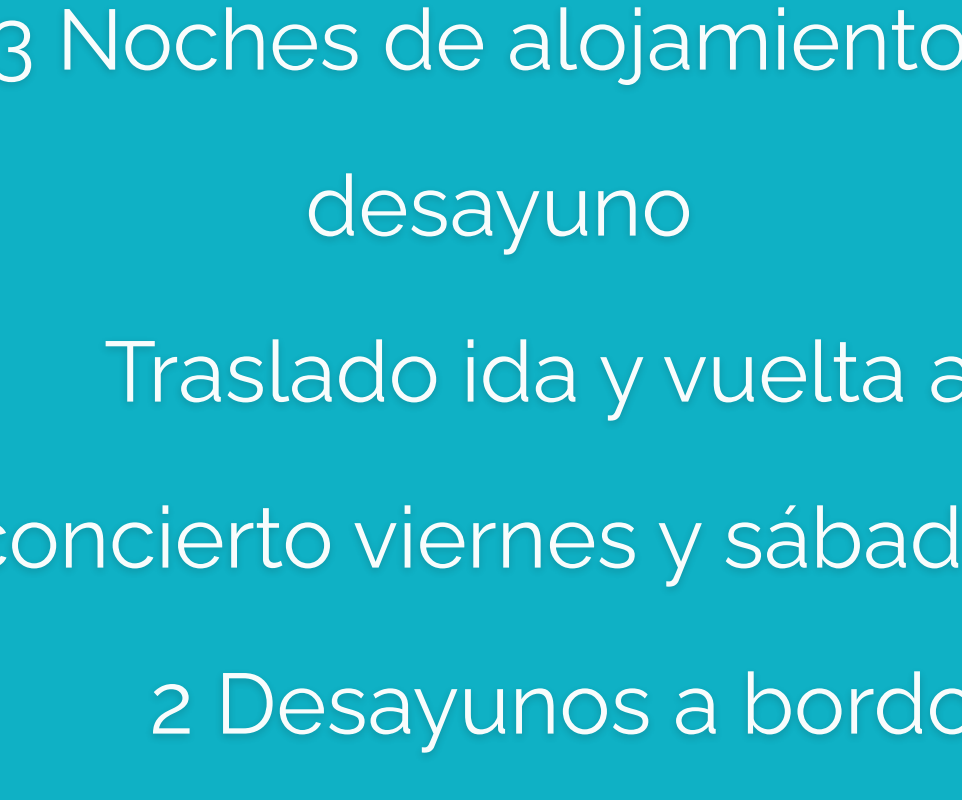 3 Noches de alojamiento
desayuno
Traslado ida y vuelta a
concierto viernes y sábad
2 Desayunos a bordo